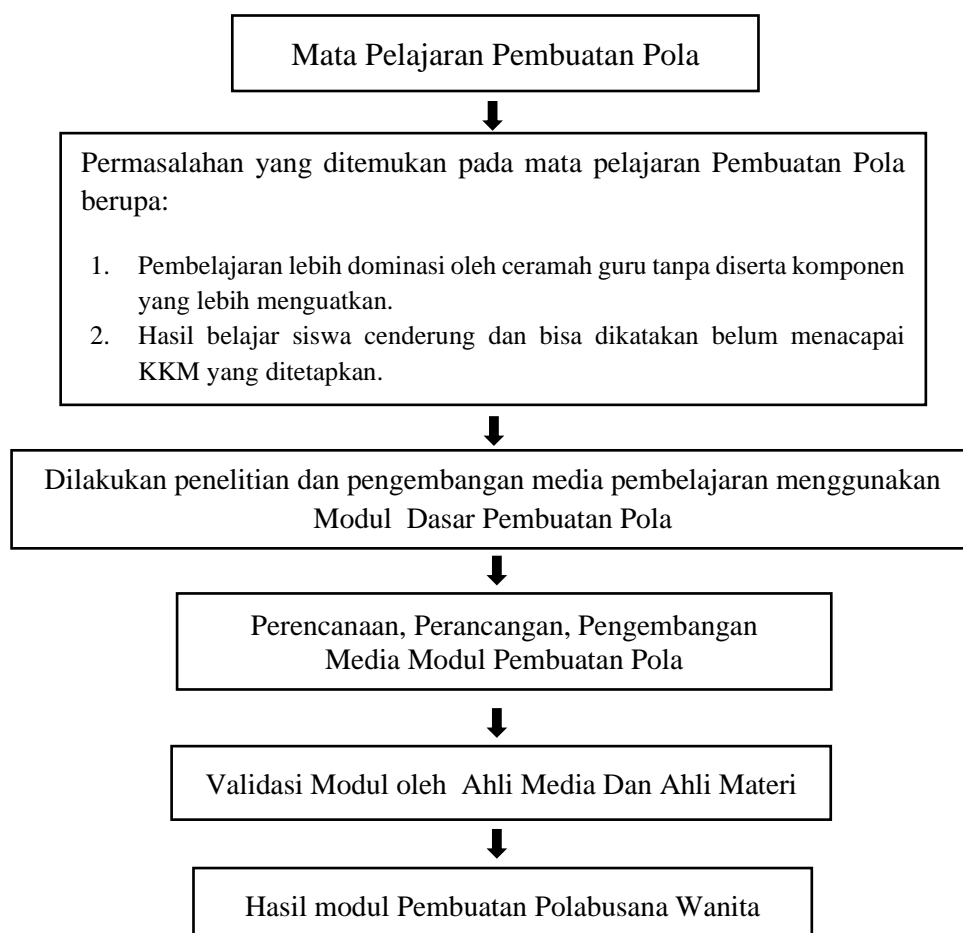 Mata Pelajaran Pembuatan Pola
Permasalahan yang ditemukan pada mata pelajaran Pembuatan Pola
berupa:
1. Pembelajaran lebih dominasi oleh ceramah guru tanpa diserta komponen
yang lebih menguatkan.
2. Hasil belajar siswa cenderung dan bisa dikatakan belum menacapai
KKM yang ditetapkan.
Dilakukan penelitian dan pengembangan media pembelajaran menggunakan
Modul Dasar Pembuatan Pola
Perencanaan, Perancangan, Pengembangan
Media Modul Pembuatan Pola
Validasi Modul oleh Ahli Media Dan Ahli Materi
Hasil modul Pembuatan Polabusana Wanita